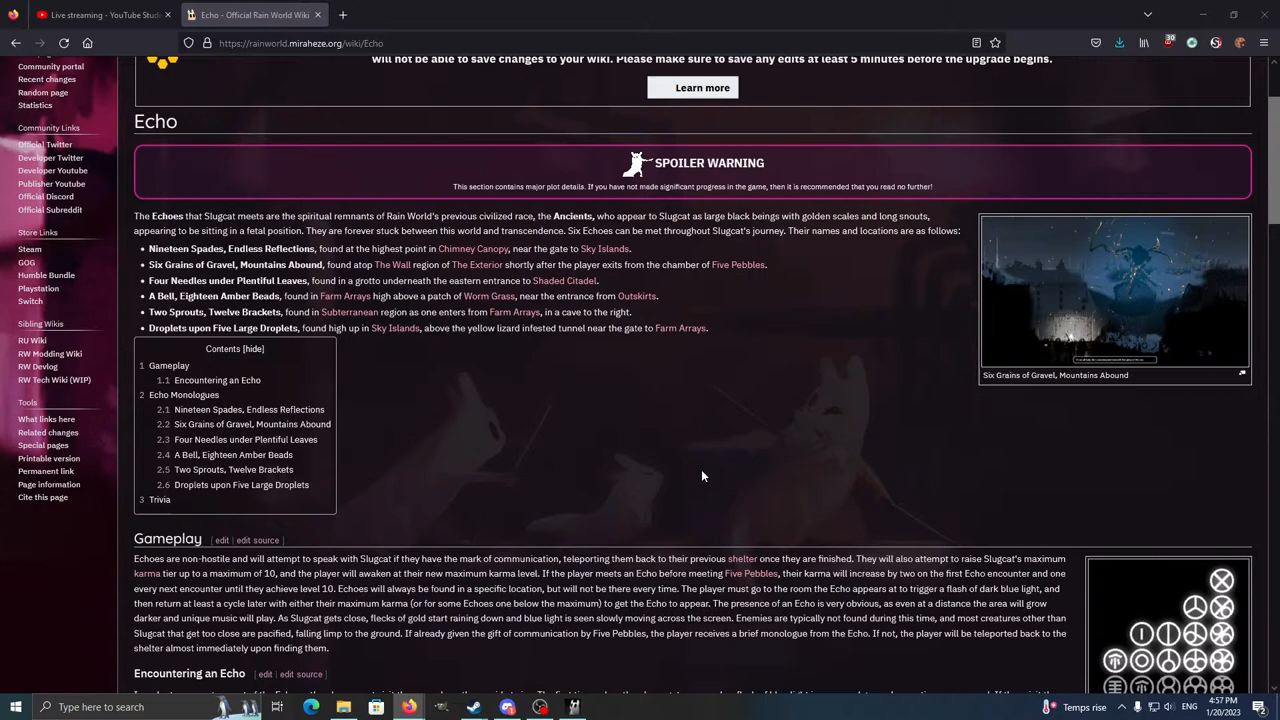 Live streaming - YouTube Studi
Echo - Official Rain World Wiki
https://rainworld.miraheze.org/wiki/Echo
30
Community portal
Recent changes
Random page
Statistics
Community Links
Official Twitter
Developer Twitter
Developer Youtube
Publisher Youtube
Official Discord
Official Subreddit
Store Links
Steam
GOG
Humble Bundle
Playstation
Switch
Sibling Wikis
RU Wiki
RW Modding Wiki
RW Devlog
RW Tech Wiki (WIP)
Tools
What links here
Related changes
Special pages
Printable version
Permanent link
Page information
Cite this page
will not be able to save changes to your wiki. Please make sure to save any edits at least 5 minutes before the upgrade begins.
Learn more
Echo
SPOILER WARNING
This section contains major plot details. If you have not made significant progress in the game, then it is recommended that you read no further!
The Echoes that Slugcat meets are the spiritual remnants of Rain World's previous civilized race, the Ancients, who appear to Slugcat as large black beings with golden scales and long snouts,
appearing to be sitting in a fetal position. They are forever stuck between this world and transcendence. Six Echoes can be met throughout Slugcat's journey. Their names and locations are as follows:
• Nineteen Spades, Endless Reflections, found at the highest point in Chimney Canopy, near the gate to Sky Islands.
• Six Grains of Gravel, Mountains Abound, found atop The Wall region of The Exterior shortly after the player exits from the chamber of Five Pebbles.
• Four Needles under Plentiful Leaves, found in a grotto underneath the eastern entrance to Shaded Citadel.
• A Bell, Eighteen Amber Beads, found in Farm Arrays high above a patch of Worm Grass, near the entrance from Outskirts.
• Two Sprouts, Twelve Brackets, found in Subterranean region as one enters from Farm Arrays, in a cave to the right.
• Droplets upon Five Large Droplets, found high up in Sky Islands, above the yellow lizard infested tunnel near the gate to Farm Arrays.
Six Grains of Gravel, Mountains Abound
Contents [hide]
1 Gameplay
1.1 Encountering an Echo
2 Echo Monologues
2.1 Nineteen Spades, Endless Reflections
2.2 Six Grains of Gravel, Mountains Abound
2.3 Four Needles under Plentiful Leaves
2.4 A Bell, Eighteen Amber Beads
2.5 Two Sprouts, Twelve Brackets
2.6 Droplets upon Five Large Droplets
3 Trivia
Gameplay [ edit | edit source ]
Echoes are non-hostile and will attempt to speak with Slugcat if they have the mark of communication, teleporting them back to their previous shelter once they are finished. They will also attempt to raise Slugcat's maximum
karma tier up to a maximum of 10, and the player will awaken at their new maximum karma level. If the player meets an Echo before meeting Five Pebbles, their karma will increase by two on the first Echo encounter and one
every next encounter until they achieve level 10. Echoes will always be found in a specific location, but will not be there every time. The player must go to the room the Echo appears at to trigger a flash of dark blue light, and
then return at least a cycle later with either their maximum karma (or for some Echoes one below the maximum) to get the Echo to appear. The presence of an Echo is very obvious, as even at a distance the area will grow
darker and unique music will play. As Slugcat gets close, flecks of gold start raining down and blue light is seen slowly moving across the screen. Enemies are typically not found during this time, and most creatures other than
Slugcat that get too close are pacified, falling limp to the ground. If already given the gift of communication by Five Pebbles, the player receives a brief monologue from the Echo. If not, the player will be teleported back to the
shelter almost immediately upon finding them.
Encountering an Echo [ edit | edit source ]
Type here to search
Temps rise
ENG
4:57 PM
1/20/2023
2